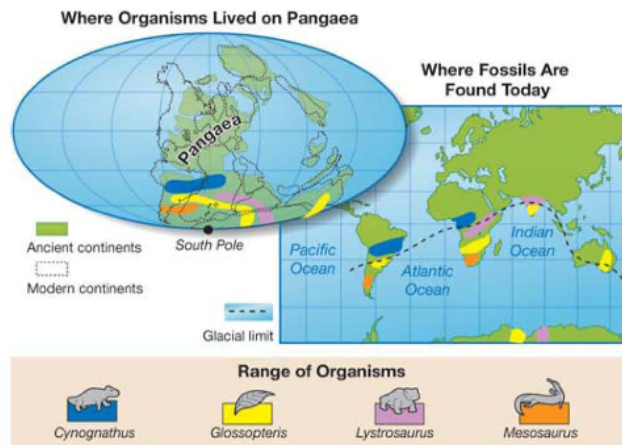 Where Organisms Lived on Pangaea
Pangaea
South Pole
Ancient continents
Modern continents
Where Fossils Are
Found Today
Pacific
Ocean
Atlantic
Ocean
Indian
Ocean
Glacial limit
Range of Organisms
Cynognathus
Glossopteris
Lystrosaurus
Mesosaurus